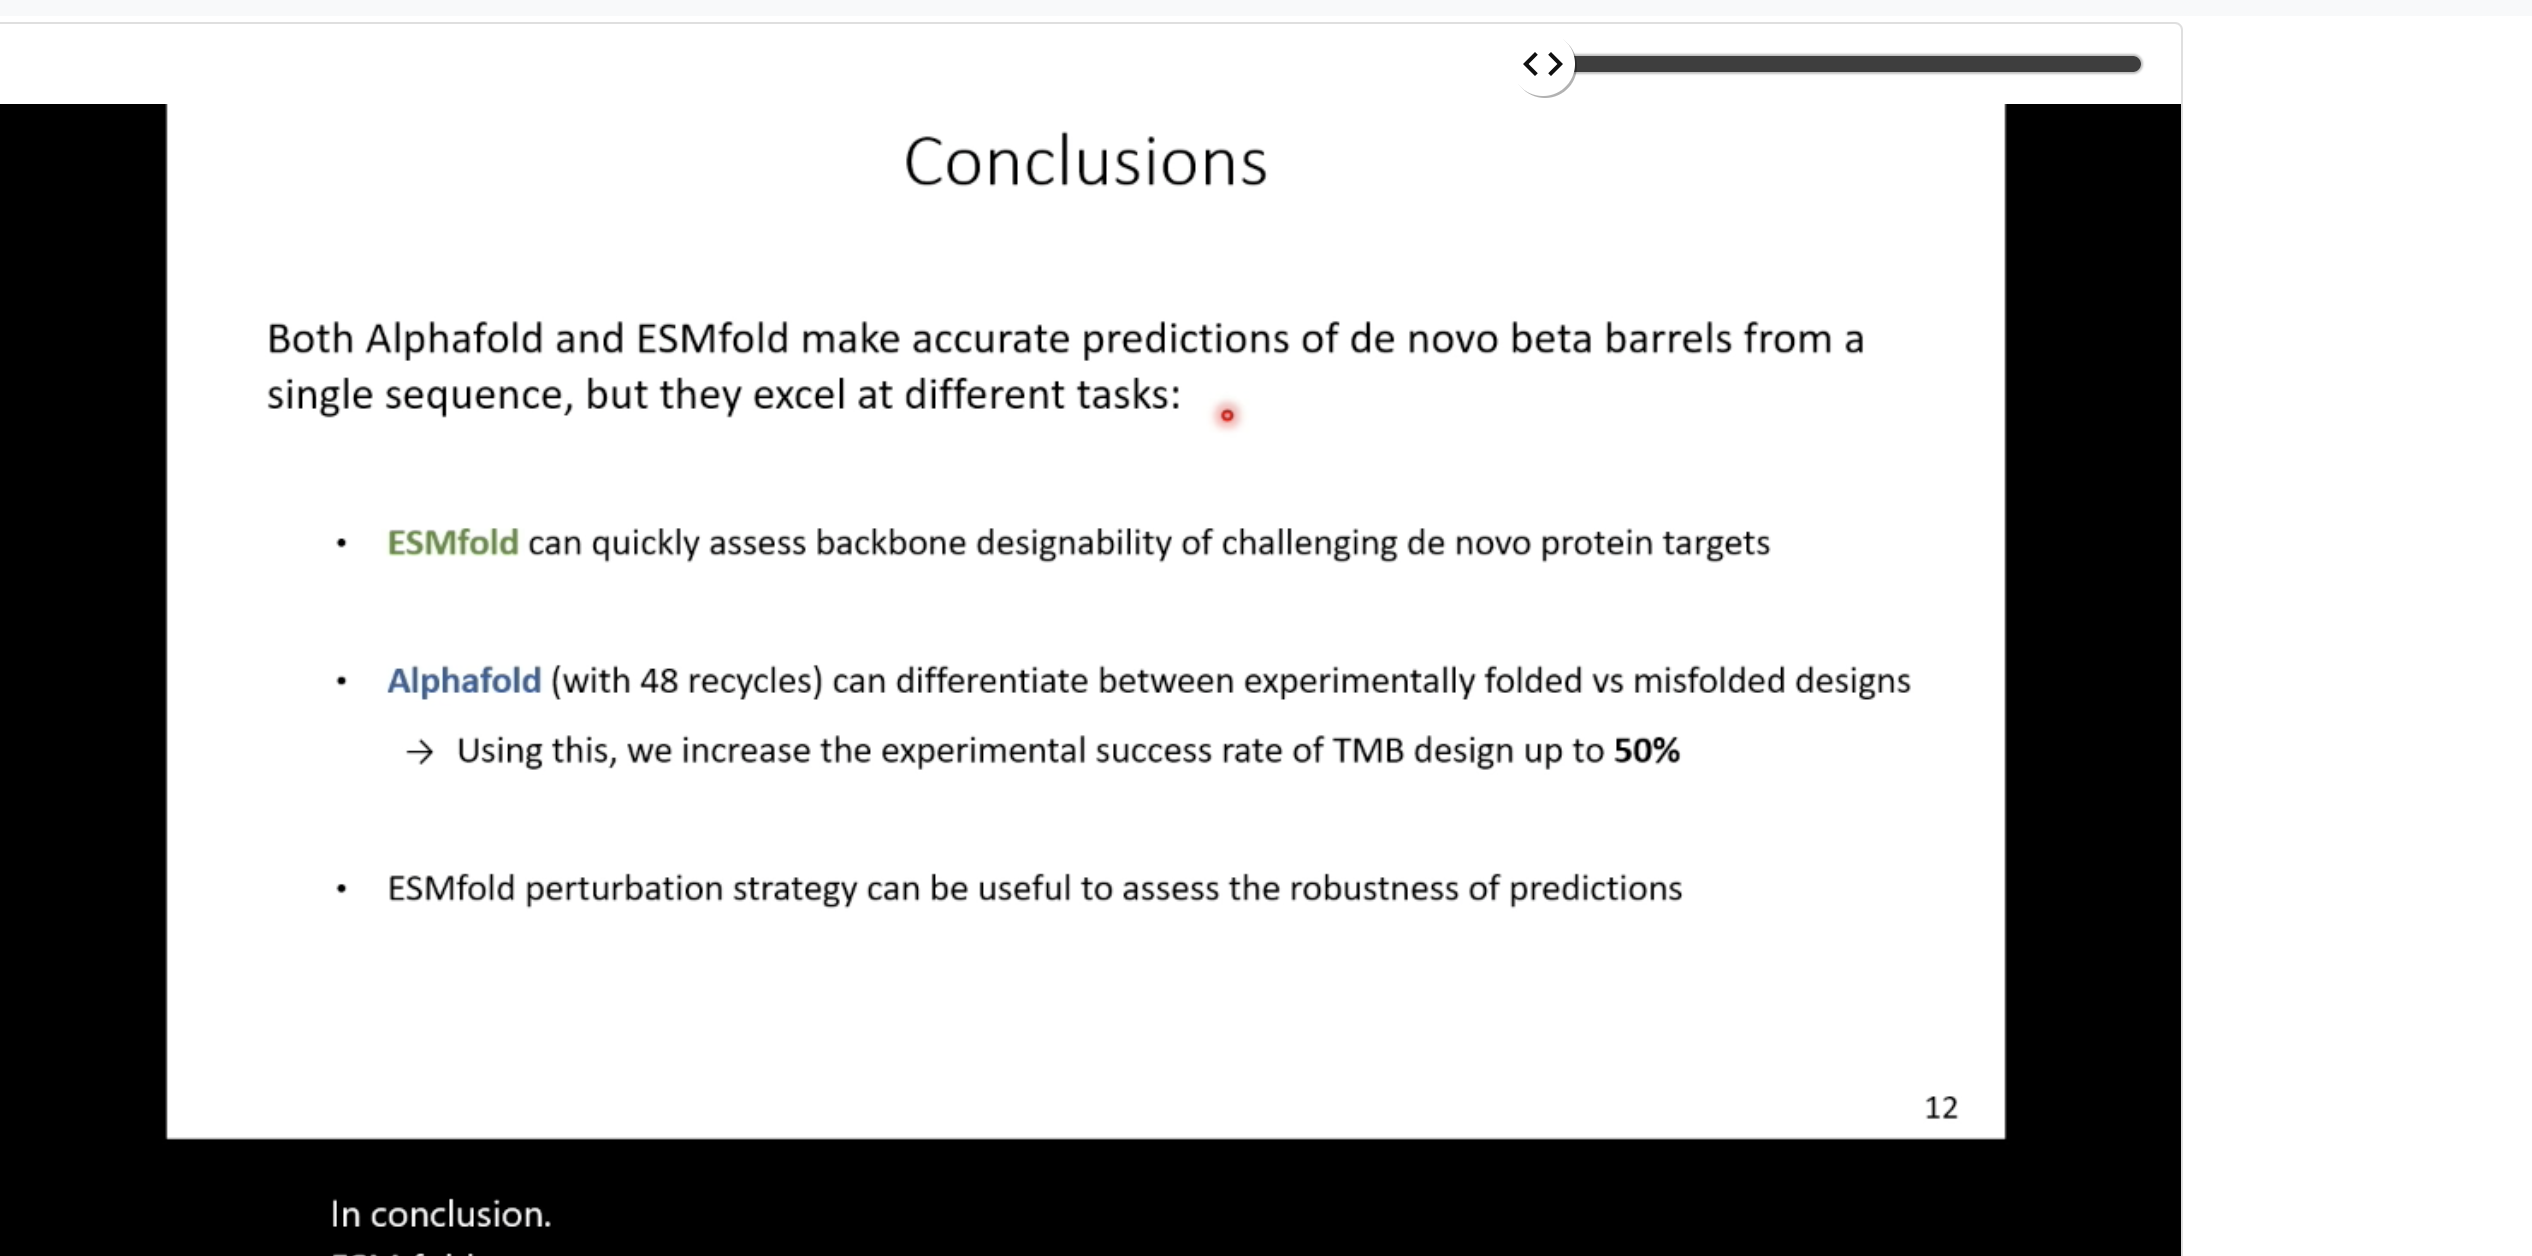 Conclusions
Both Alphafold and ESMfold make accurate predictions of de novo beta barrels from a
single sequence, but they excel at different tasks:
• ESMfold can quickly assess backbone designability of challenging de novo protein targets
• Alphafold (with 48 recycles) can differentiate between experimentally folded vs misfolded designs
→ Using this, we increase the experimental success rate of TMB design up to 50%
• ESMfold perturbation strategy can be useful to assess the robustness of predictions
12
In conclusion.